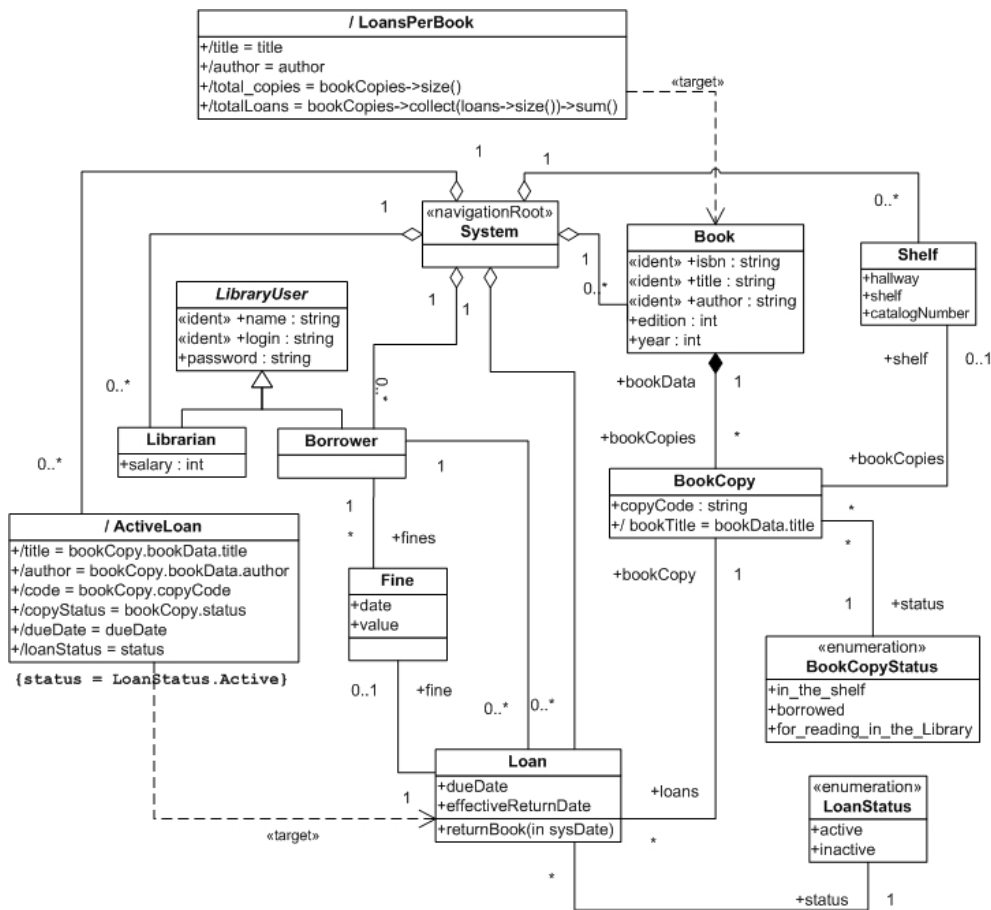 / LoansPerBook
+/title = title
+/author = author
+/total_copies = bookCopies->size()
+/totalLoans = bookCopies->collect(loans->size())->sum()
«target»
1
1
0..*
1
«navigationRoot»
System
1
0..*
1
1
Book
«ident» +isbn : string
«ident» +title : string
«ident» +author : string
+edition : int
+year : int
Shelf
+hallway
+shelf
+catalogNumber
LibraryUser
«ident» +name : string
«ident» +login : string
+password : string
+shelf
0..1
+bookData
1
0..*
0..*
Librarian
+salary : int
Borrower
1
+bookCopies
*
+bookCopies
*
0..*
BookCopy
+copyCode : string
+/ bookTitle = bookData.title
/ ActiveLoan
+/title = bookCopy.bookData.title
+/author = bookCopy.bookData.author
+/code = bookCopy.copyCode
+/copyStatus = bookCopy.status
+/dueDate = dueDate
+/loanStatus = status
{status = LoanStatus.Active}
1
*
+fines
*
+bookCopy
1
Fine
+date
+value
1
+status
«enumeration»
BookCopyStatus
+in_the_shelf
+borrowed
+for_reading_in_the_Library
0..1
+fine
0..*
0..*
Loan
+dueDate
+effectiveReturnDate
+returnBook(in sysDate)
1
«target»
+loans
*
«enumeration»
LoanStatus
+active
+inactive
*
+status
1